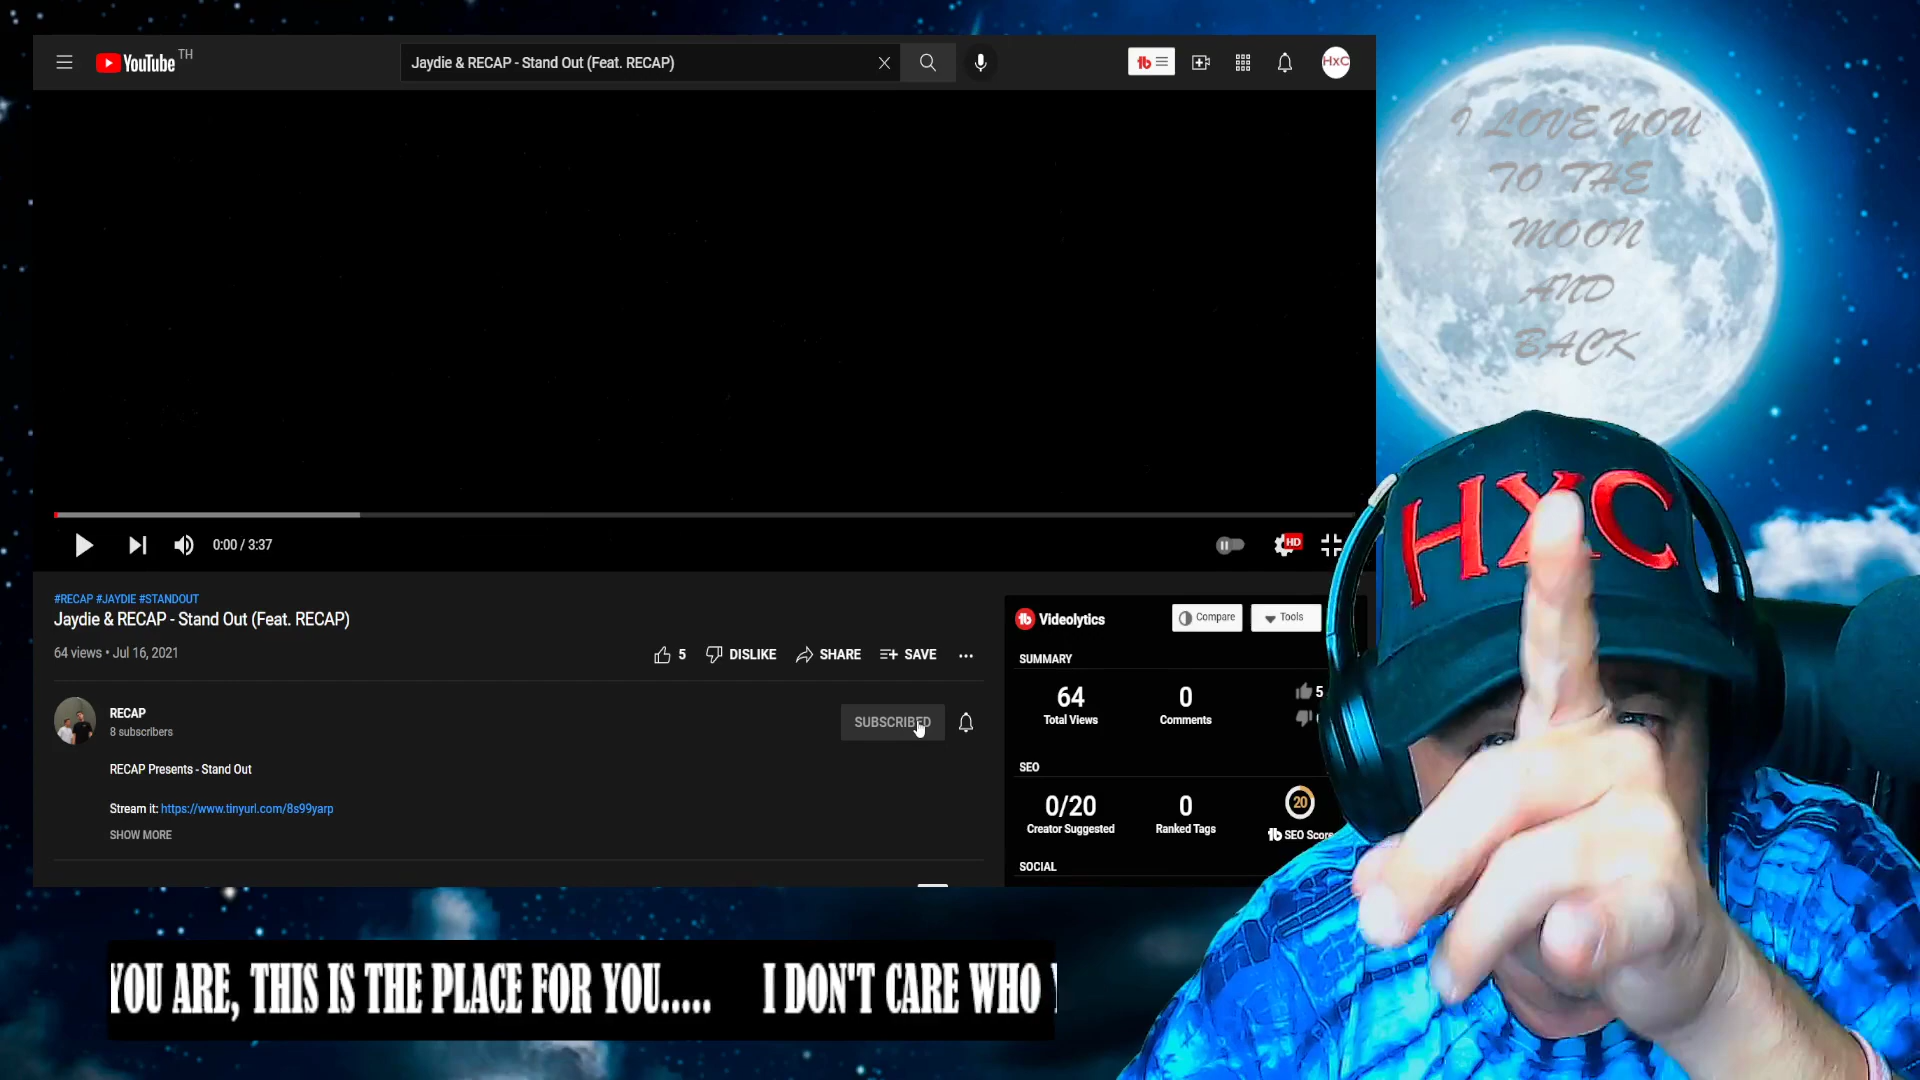 YouTube TH
Jaydie & RECAP - Stand Out (Feat. RECAP)
HxC
I LOVE YOU
TO THE
MOON
AND
BACK
HXC
0:00 / 3:37
HD
#RECAP #JAYDIE #STANDOUT
Jaydie & RECAP - Stand Out (Feat. RECAP)
64 views • Jul 16, 2021
5 DISLIKE SHARE SAVE
RECAP
8 subscribers
SUBSCRIBED
RECAP Presents - Stand Out
Stream it: https://www.tinyurl.com/8s99yarp
SHOW MORE
Videolytics
Compare
Tools
SUMMARY
64 0 5
Total Views Comments
SEO
0/20 0 20
Creator Suggested Ranked Tags SEO Score
SOCIAL
YOU ARE, THIS IS THE PLACE FOR YOU..... I DON'T CARE WHO